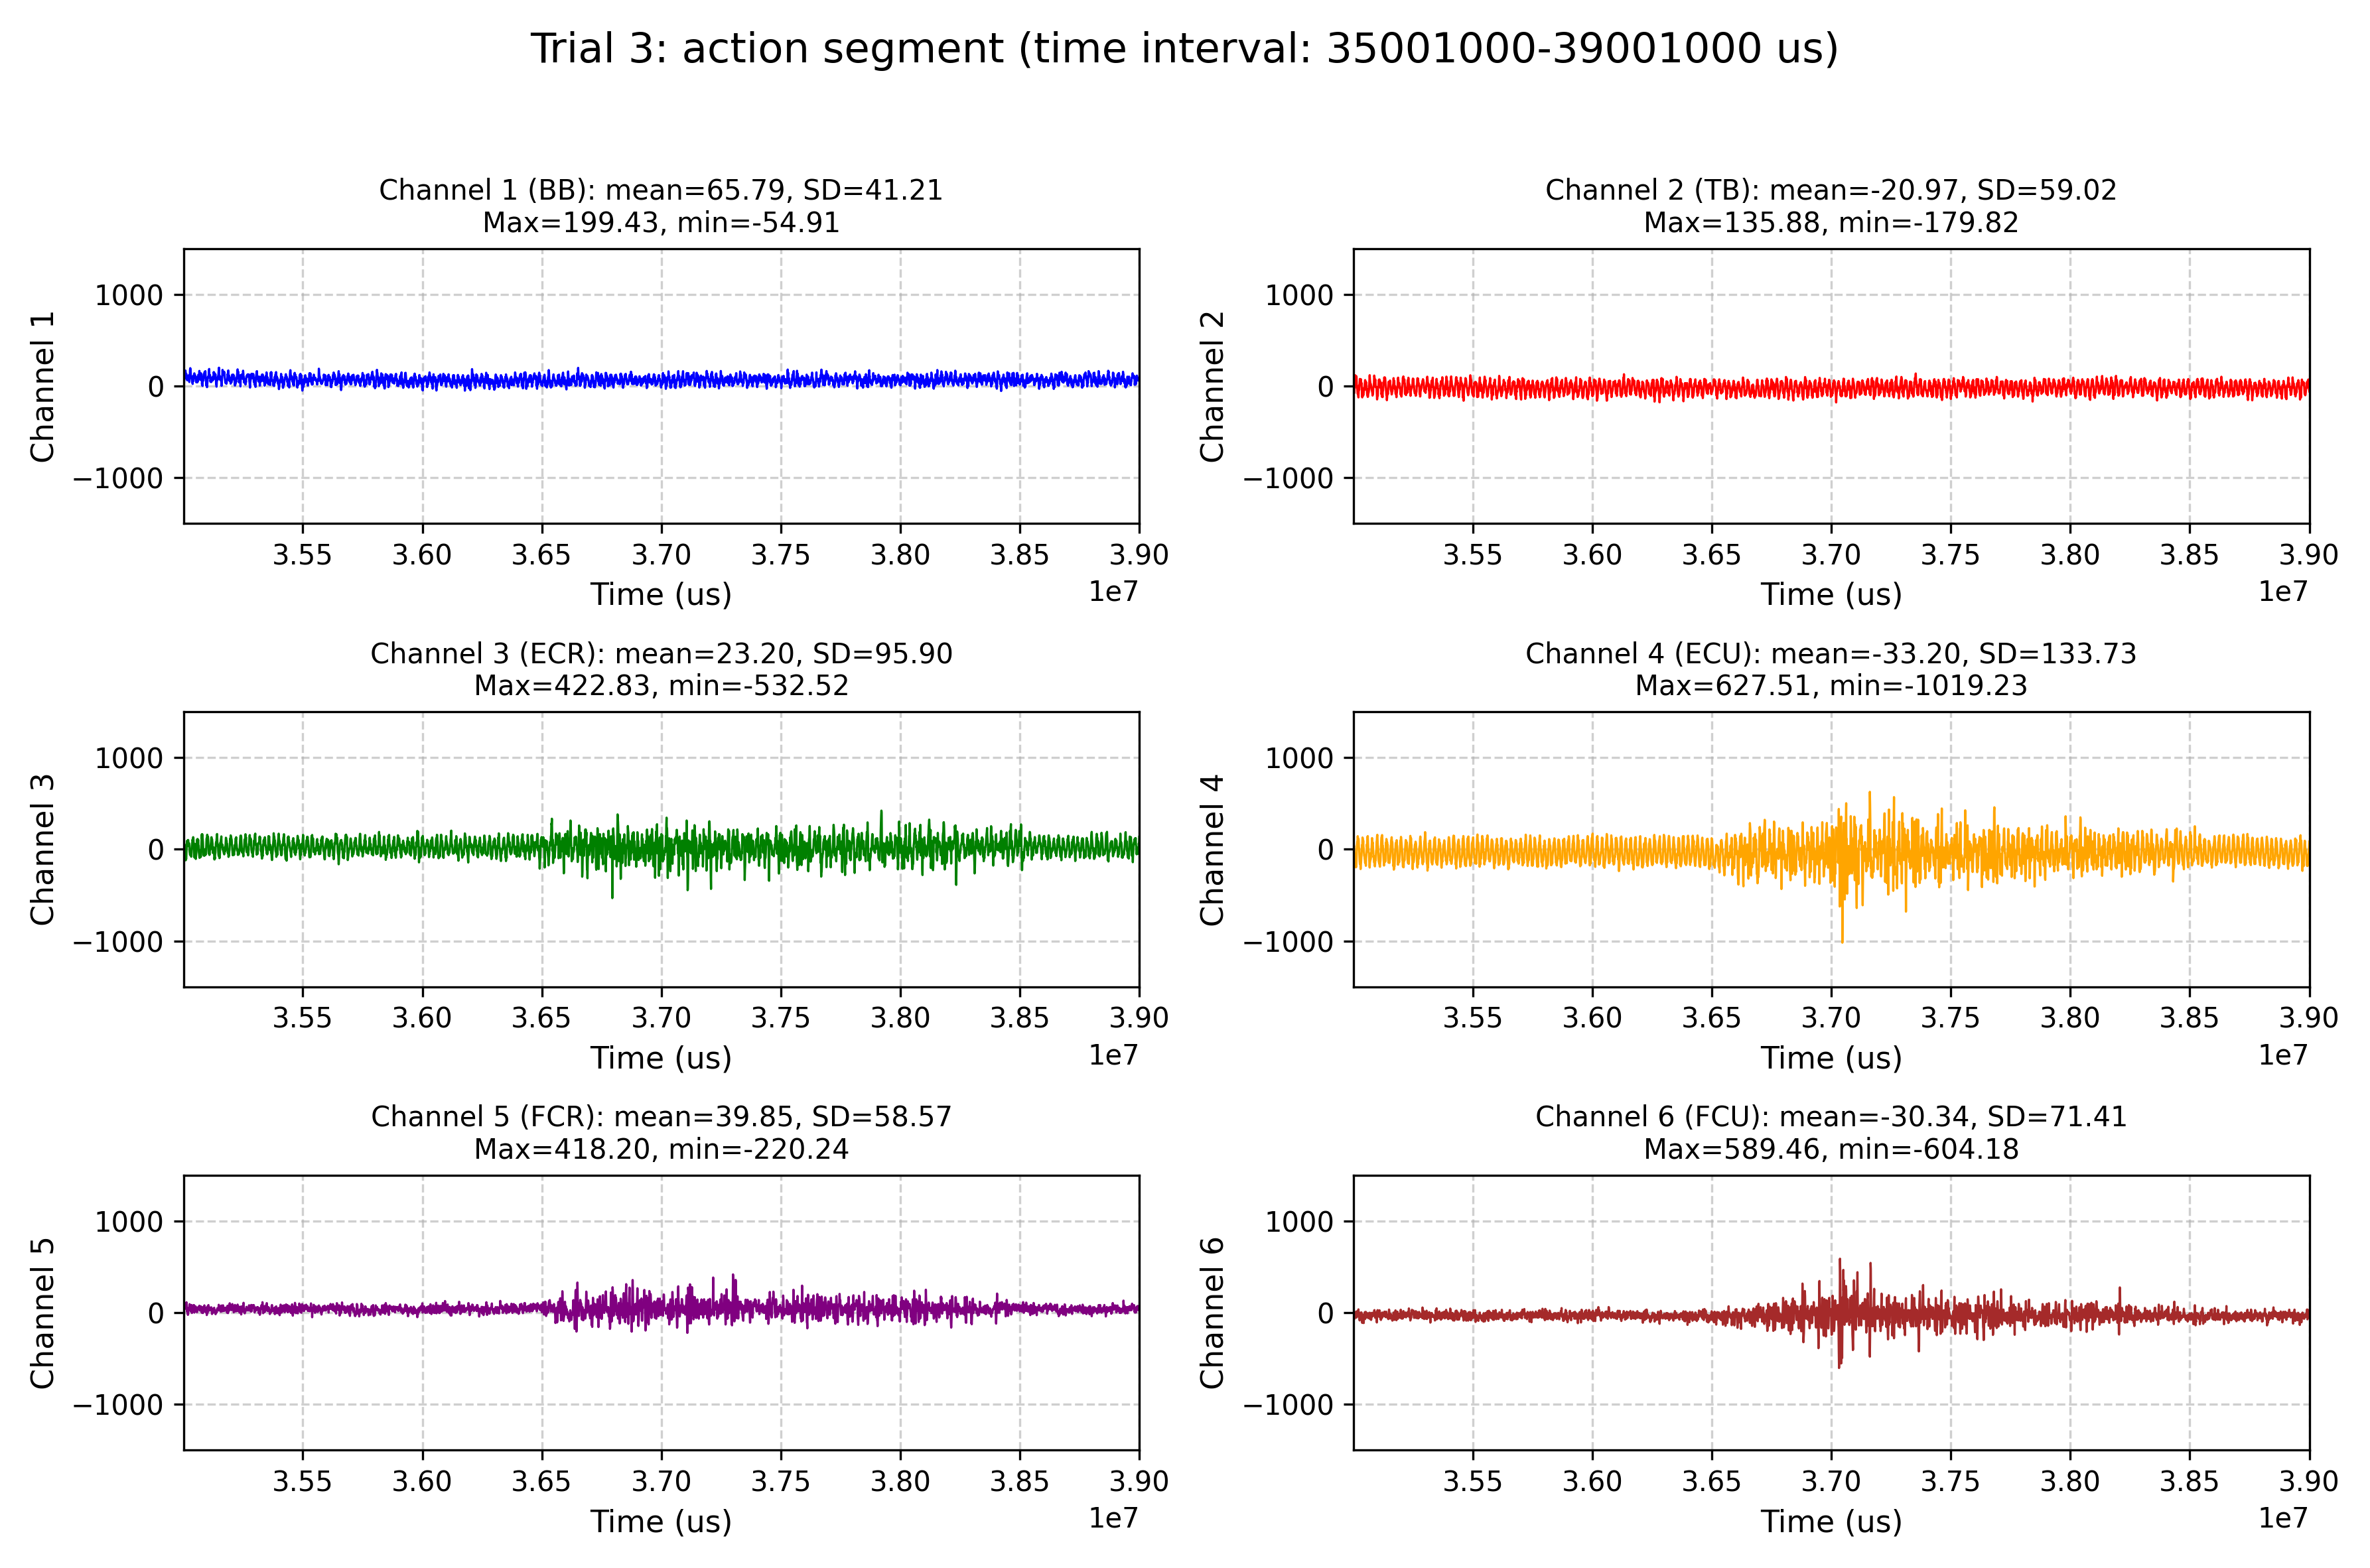 Trial 3: action segment (time interval: 35001000-39001000 us)
Channel 1 (BB): mean=65.79, SD=41.21
Max=199.43, min=-54.91
Channel 1
1000
0
−1000
3.55 3.60 3.65 3.70 3.75 3.80 3.85 3.90
Time (us)
1e7
Channel 2 (TB): mean=-20.97, SD=59.02
Max=135.88, min=-179.82
Channel 2
1000
0
−1000
3.55 3.60 3.65 3.70 3.75 3.80 3.85 3.90
Time (us)
1e7
Channel 3 (ECR): mean=23.20, SD=95.90
Max=422.83, min=-532.52
Channel 3
1000
0
−1000
3.55 3.60 3.65 3.70 3.75 3.80 3.85 3.90
Time (us)
1e7
Channel 4 (ECU): mean=-33.20, SD=133.73
Max=627.51, min=-1019.23
Channel 4
1000
0
−1000
3.55 3.60 3.65 3.70 3.75 3.80 3.85 3.90
Time (us)
1e7
Channel 5 (FCR): mean=39.85, SD=58.57
Max=418.20, min=-220.24
Channel 5
1000
0
−1000
3.55 3.60 3.65 3.70 3.75 3.80 3.85 3.90
Time (us)
1e7
Channel 6 (FCU): mean=-30.34, SD=71.41
Max=589.46, min=-604.18
Channel 6
1000
0
−1000
3.55 3.60 3.65 3.70 3.75 3.80 3.85 3.90
Time (us)
1e7